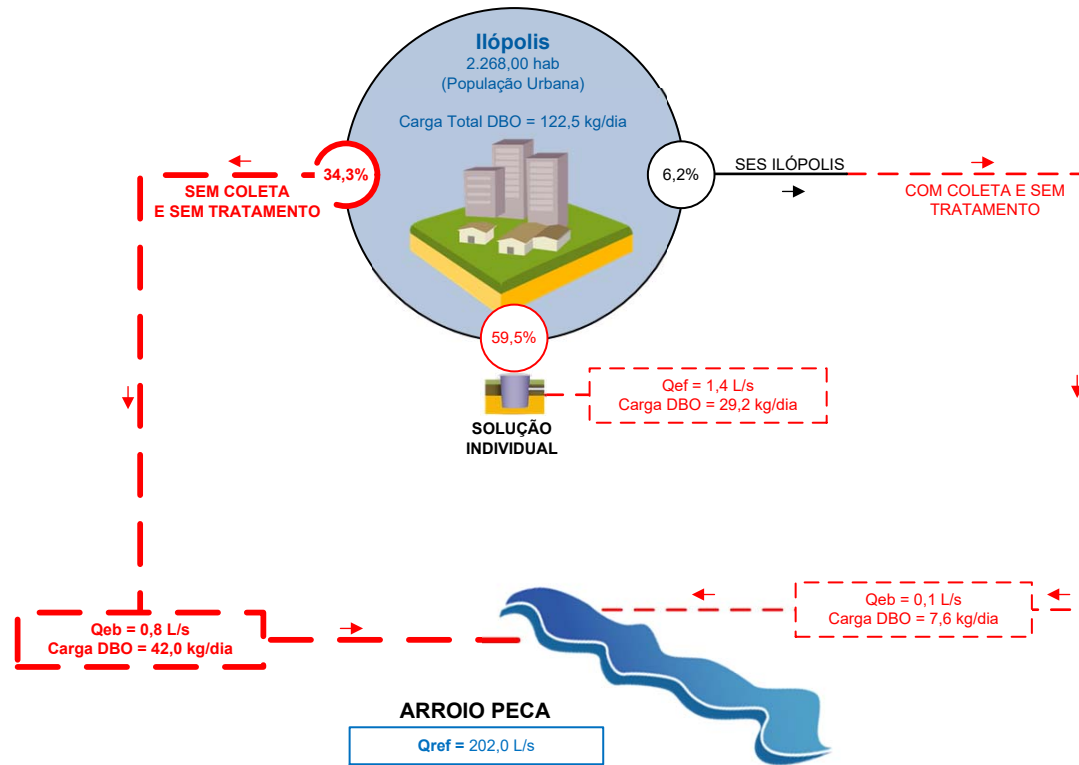 Ilópolis
2.268,00 hab
(População Urbana)
Carga Total DBO = 122,5 kg/dia
34,3%
SEM COLETA
E SEM TRATAMENTO
6,2%
SES ILÓPOLIS
COM COLETA E SEM
TRATAMENTO
59,5%
SOLUÇÃO
INDIVIDUAL
Qef = 1,4 L/s
Carga DBO = 29,2 kg/dia
Qeb = 0,8 L/s
Carga DBO = 42,0 kg/dia
Qeb = 0,1 L/s
Carga DBO = 7,6 kg/dia
ARROIO PECA
Qref = 202,0 L/s